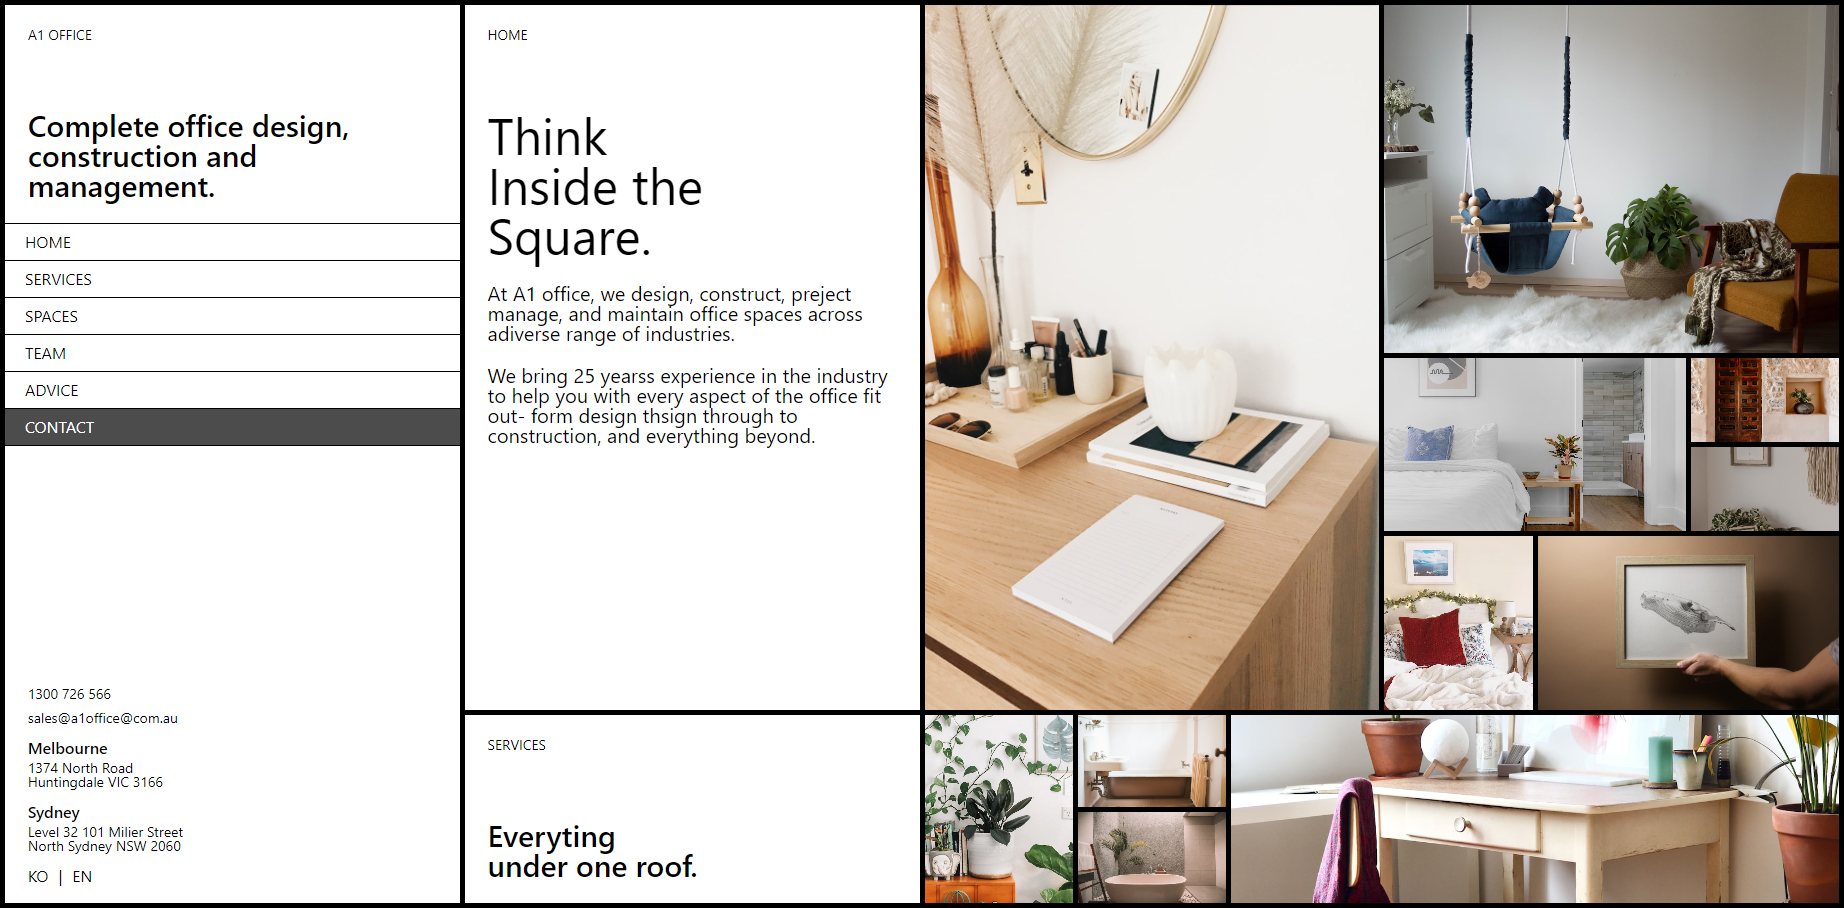 A1 OFFICE
Complete office design,
construction and
management.
HOME
SERVICES
SPACES
TEAM
ADVICE
CONTACT
1300 726 566
sales@a1office@com.au
Melbourne
1374 North Road
Huntingdale VIC 3166
Sydney
Level 32 101 Milier Street
North Sydney NSW 2060
KO | EN
HOME
Think
Inside the
Square.
At A1 office, we design, construct, preject
manage, and maintain office spaces across
adiverse range of industries.
We bring 25 yearss experience in the industry
to help you with every aspect of the office fit
out- form design thsign through to
construction, and everything beyond.
SERVICES
Everyting
under one roof.